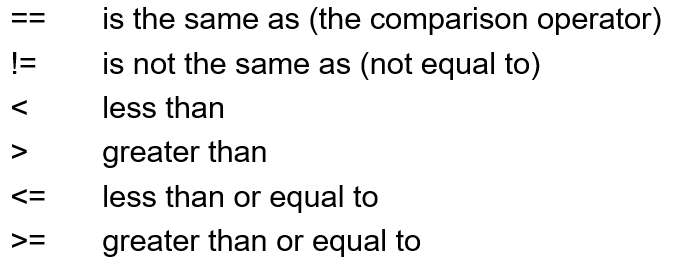 == is the same as (the comparison operator)
!= is not the same as (not equal to)
< less than
> greater than
<= less than or equal to
>= greater than or equal to